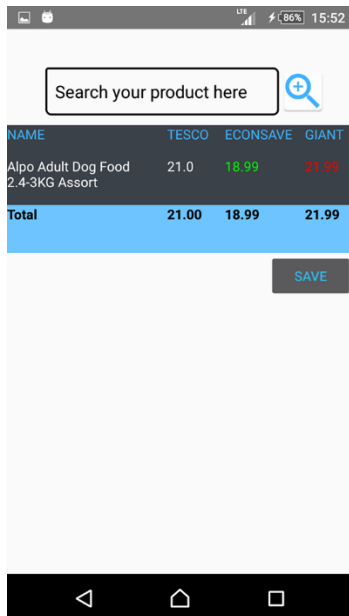 LTE 86% 15:52
Search your product here
NAME TESCO ECONSAVE GIANT
Alpo Adult Dog Food 21.0 18.99 21.99
2.4-3KG Assort
Total 21.00 18.99 21.99
SAVE